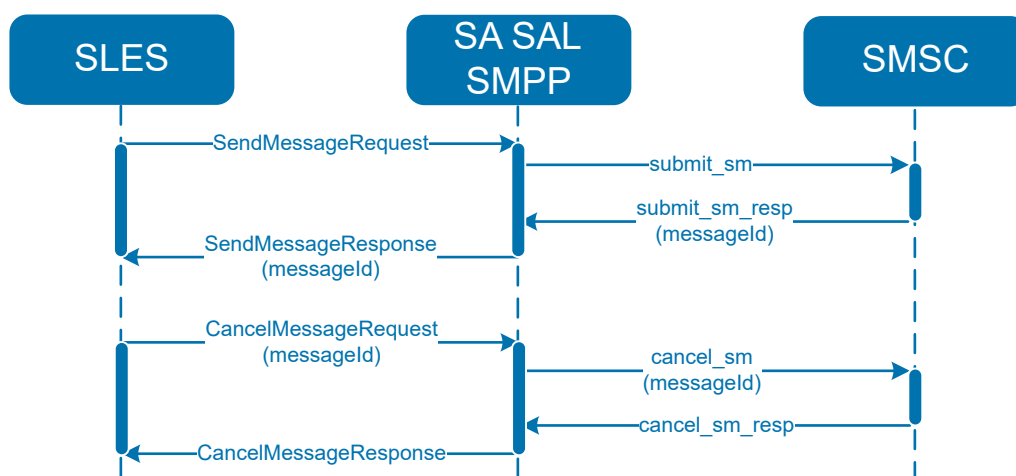 SLES
SA SAL
SMPP
SMSC
SendMessageRequest
submit_sm
submit_sm_resp
(messageId)
SendMessageResponse
(messageId)
CancelMessageRequest
(messageId)
cancel_sm
(messageId)
cancel_sm_resp
CancelMessageResponse